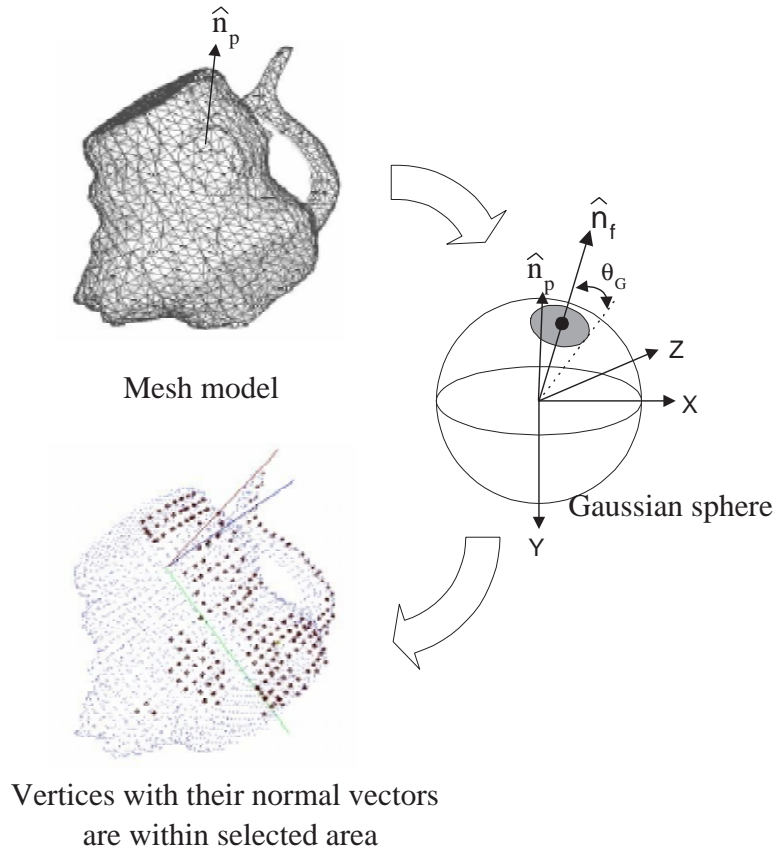 n̂p
Mesh model
n̂f
n̂p
θG
Z
X
Y
Gaussian sphere
Vertices with their normal vectors
are within selected area